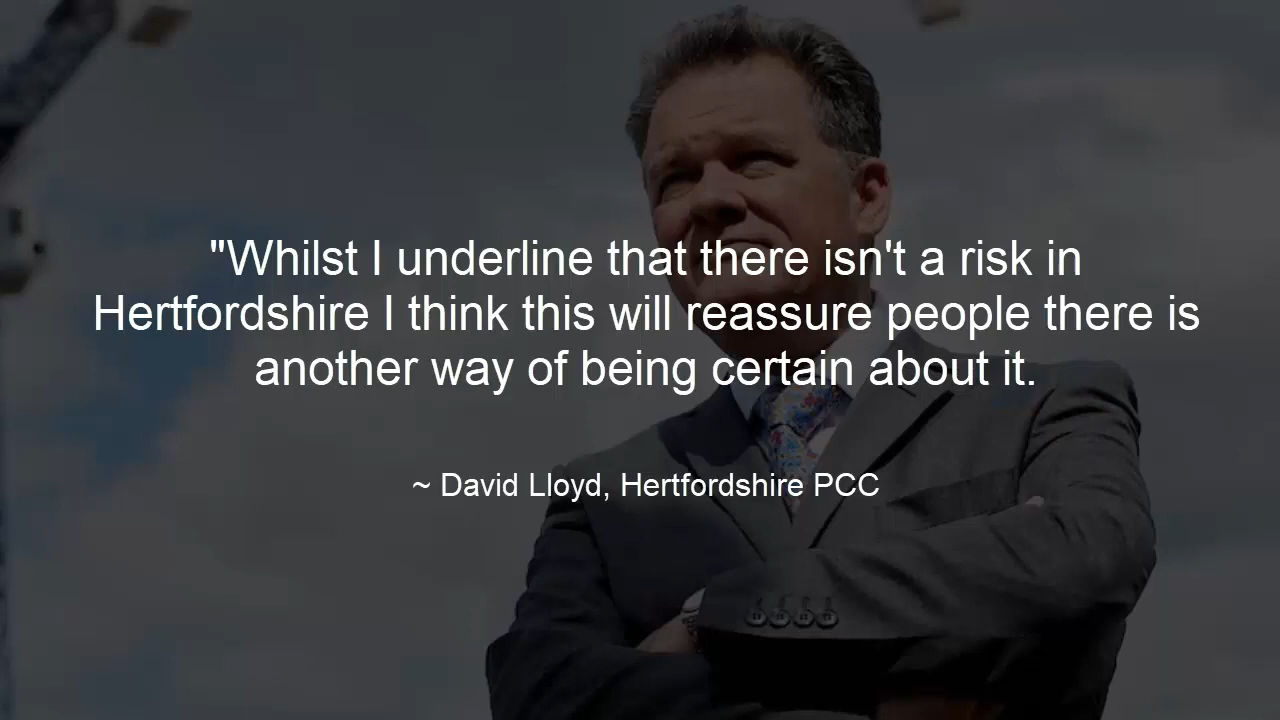 "Whilst I underline that there isn't a risk in
Hertfordshire I think this will reassure people there is
another way of being certain about it.
~ David Lloyd, Hertfordshire PCC